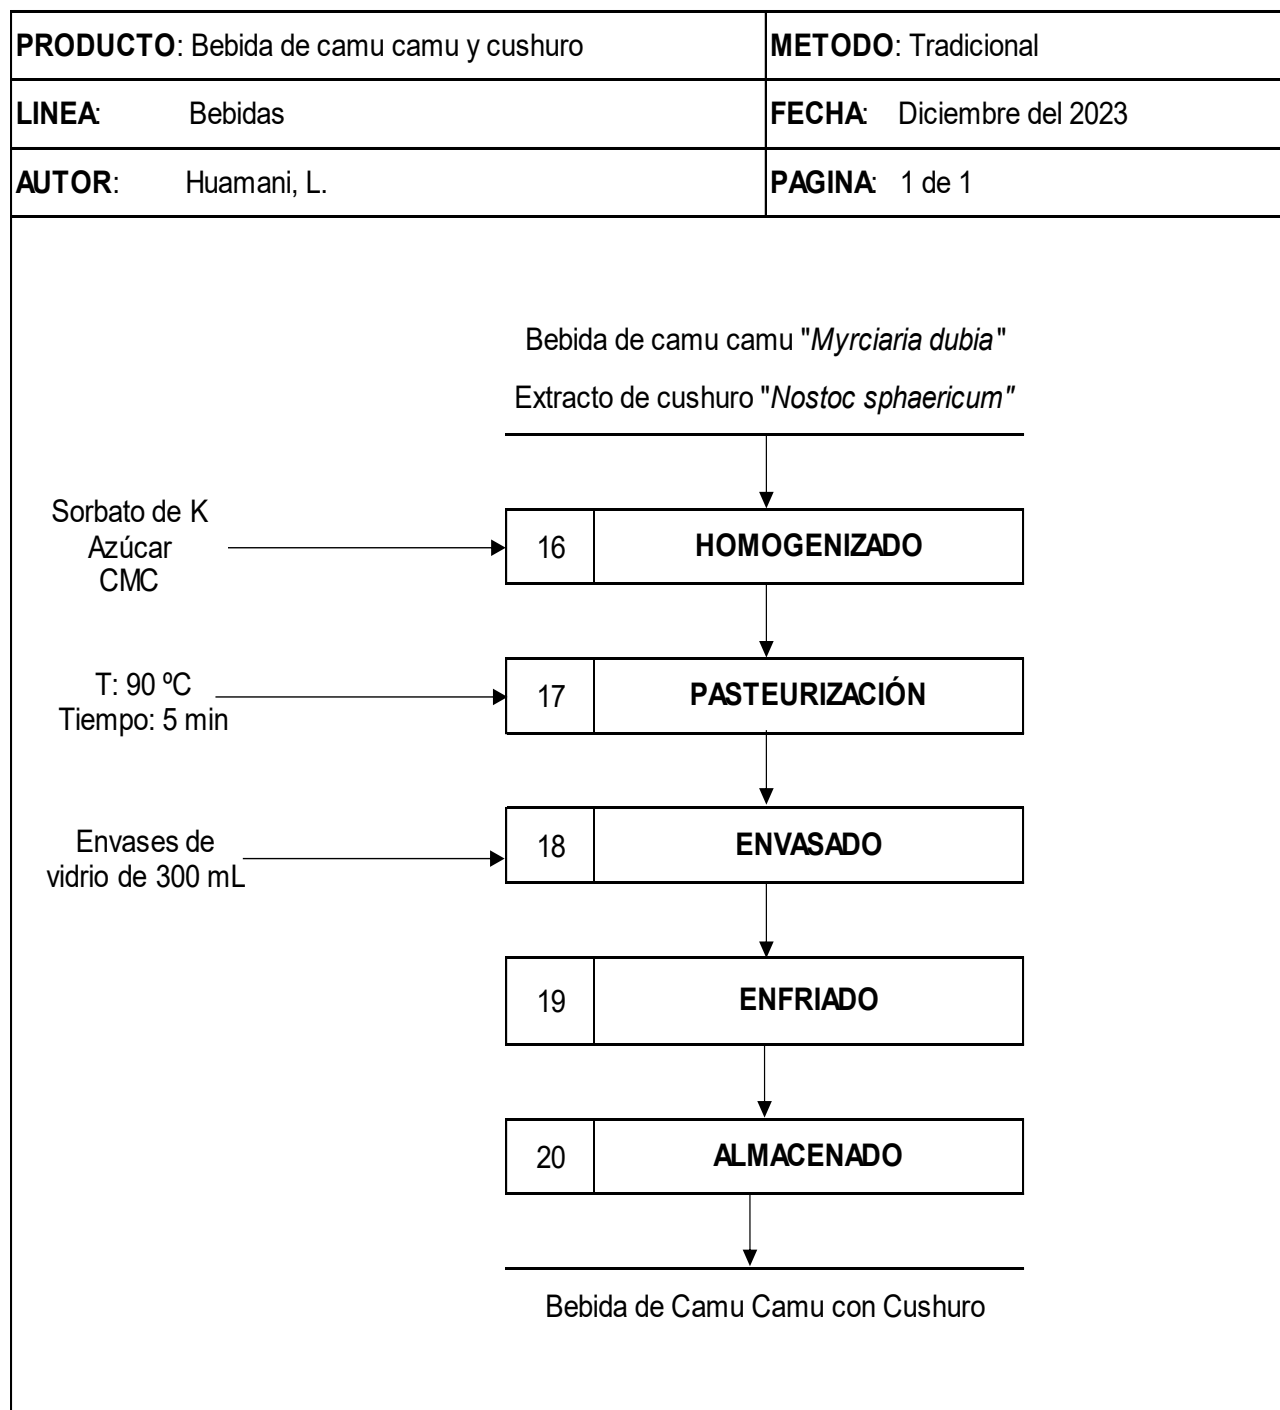 PRODUCTO: Bebida de camu camu y cushuro
METODO: Tradicional
LINEA: Bebidas
FECHA: Diciembre del 2023
AUTOR: Huamani, L.
PAGINA: 1 de 1
Bebida de camu camu "Myrciaria dubia"
Extracto de cushuro "Nostoc sphaericum"
Sorbato de K
Azúcar
CMC
16 HOMOGENIZADO
T: 90 ºC
Tiempo: 5 min
17 PASTEURIZACIÓN
Envases de
vidrio de 300 mL
18 ENVASADO
19 ENFRIADO
20 ALMACENADO
Bebida de Camu Camu con Cushuro